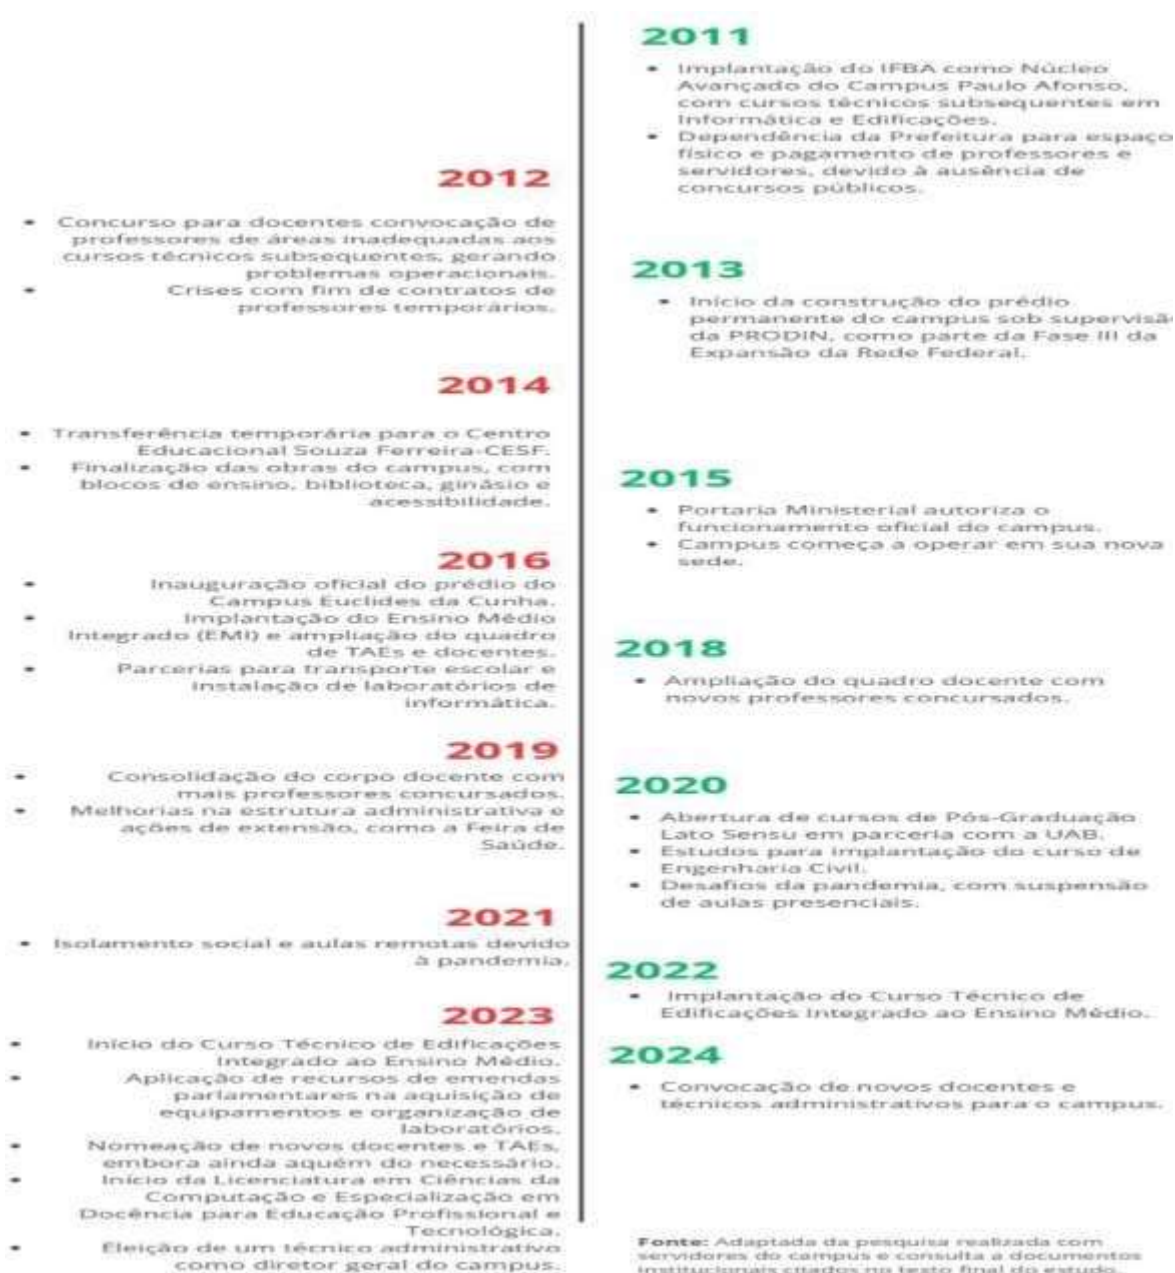 2011
• Implantação do IFBA como Núcleo
Avançado do Campus Paulo Afonso,
com cursos técnicos subsequentes em
Informática e Edificações.
• Dependência da Prefeitura para espaço
físico e pagamento de professores e
servidores, devido à ausência de
concursos públicos.
2012
• Concurso para docentes convocação de
professores de áreas inadequadas aos
cursos técnicos subsequentes, gerando
problemas operacionais.
• Crises com fim de contratos de
professores temporários.
2013
• Início da construção do prédio
permanente do campus sob supervisã
da PRODIN, como parte da Fase III da
Expansão da Rede Federal.
2014
• Transferência temporária para o Centro
Educacional Souza Ferreira-CESF.
• Finalização das obras do campus, com
blocos de ensino, biblioteca, ginásio e
acessibilidade.
2015
• Portaria Ministerial autoriza o
funcionamento oficial do campus.
• Campus começa a operar em sua nova
sede.
2016
• Inauguração oficial do prédio do
Campus Euclides da Cunha.
• Implantação do Ensino Médio
Integrado (EMI) e ampliação do quadro
de TAEs e docentes.
• Parcerias para transporte escolar e
instalação de laboratórios de
informática.
2018
• Ampliação do quadro docente com
novos professores concursados.
2019
• Consolidação do corpo docente com
mais professores concursados.
• Melhorias na estrutura administrativa e
ações de extensão, como a Feira de
Saúde.
2020
• Abertura de cursos de Pós-Graduação
Lato Sensu em parceria com a UAB.
• Estudos para implantação do curso de
Engenharia Civil.
• Desafios da pandemia, com suspensão
de aulas presenciais.
2021
• Isolamento social e aulas remotas devido
à pandemia.
2022
• Implantação do Curso Técnico de
Edificações Integrado ao Ensino Médio.
2023
• Início do Curso Técnico de Edificações
Integrado ao Ensino Médio.
• Aplicação de recursos de emendas
parlamentares na aquisição de
equipamentos e organização de
laboratórios.
• Nomeação de novos docentes e TAEs,
embora ainda aquém do necessário.
• Início da Licenciatura em Ciências da
Computação e Especialização em
Docência para Educação Profissional e
Tecnológica.
• Eleição de um técnico administrativo
como diretor geral do campus.
2024
• Convocação de novos docentes e
técnicos administrativos para o campus.
Fonte: Adaptada da pesquisa realizada com
servidores do campus e consulta a documentos
institucionais citados no texto final do estudo.